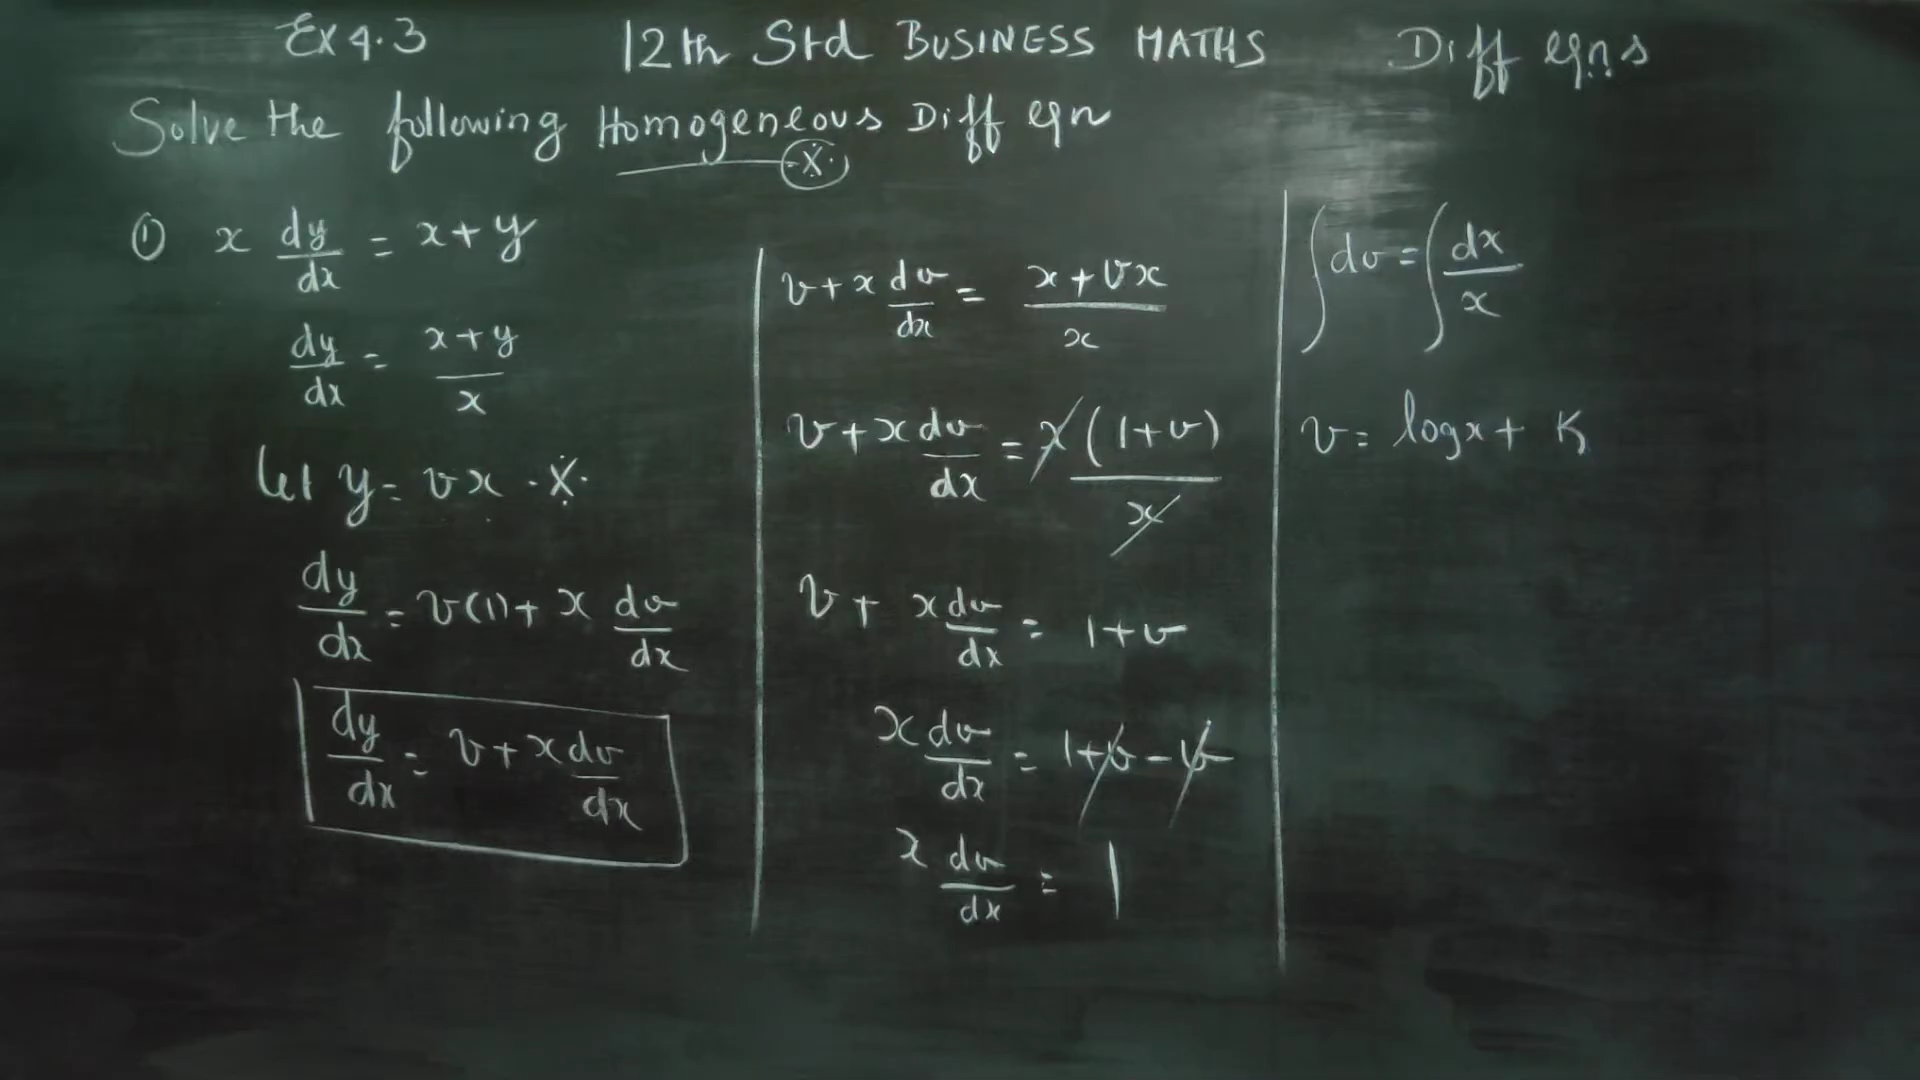 Ex 4.3 12th Std BUSINESS MATHS Diff eqns
Solve the following Homogeneous Diff eqn
① x dy/dx = x + y
dy/dx = x + y / x
Let y = vx
dy/dx = v(1) + x dv/dx
dy/dx = v + x dv/dx
v + x dv/dx = x + vx / x
v + x dv/dx = x(1+v) / x
v + x dv/dx = 1 + v
x dv/dx = 1 + v - v
x dv/dx = 1
∫ dv = ∫ dx/x
v = log x + K